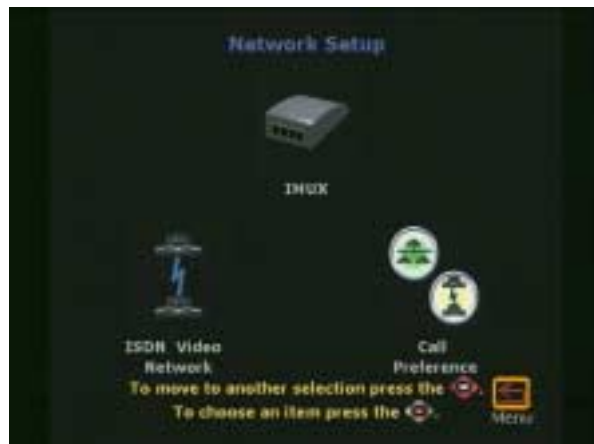 Network Setup
IMUX
ISDN Video
Network
Call
Preference
To move to another selection press the
To choose an item press the
Menu